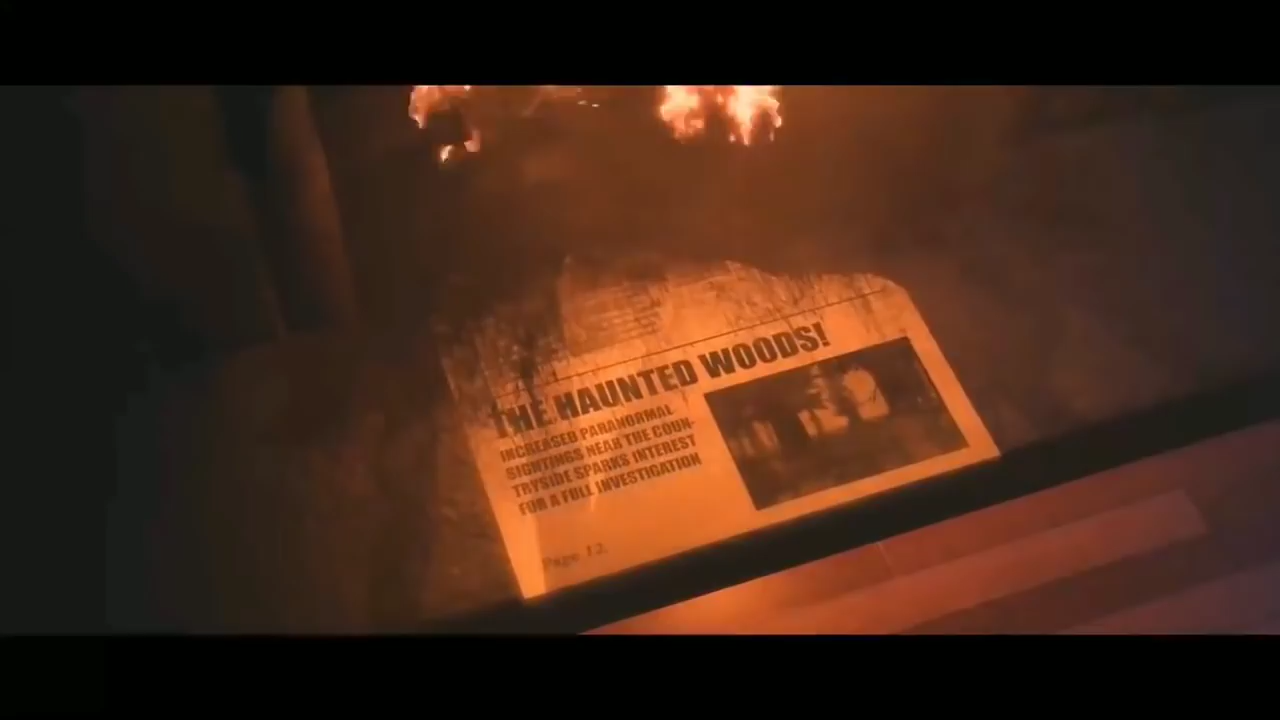 THE HAUNTED WOODS!
INCREASED PARANORMAL
SIGHTINGS NEAR THE COUN-
TRYSIDE SPARKS INTEREST
FOR A FULL INVESTIGATION
Page 12.